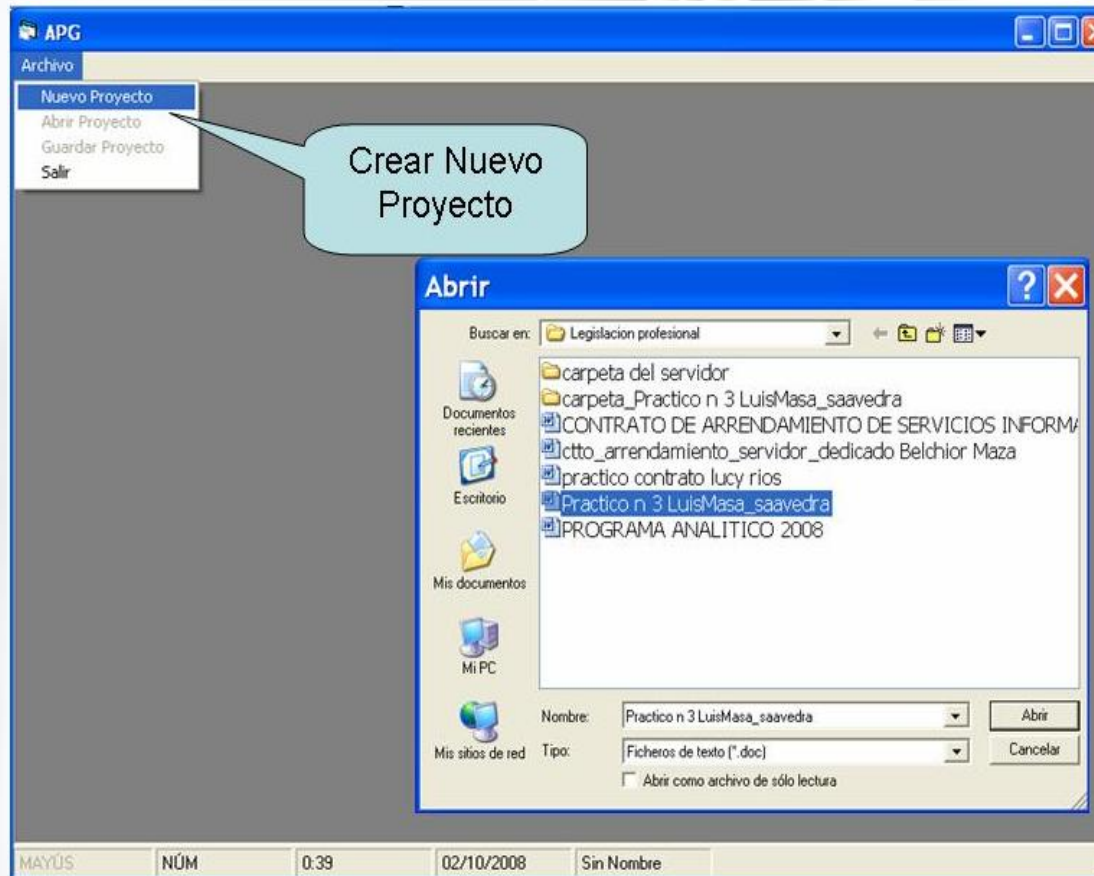 APG
Archivo
Nuevo Proyecto
Abrir Proyecto
Guardar Proyecto
Salir
Crear Nuevo
Proyecto
Abrir
Buscar en: Legislacion profesional
carpeta del servidor
carpeta_Practico n 3 LuisMasa_saavedra
CONTRATO DE ARRENDAMIENTO DE SERVICIOS INFORMA
ctto_arrendamiento_servidor_dedicado Belchior Maza
practico contrato lucy rios
Practico n 3 LuisMasa_saavedra
PROGRAMA ANALITICO 2008
Documentos
recientes
Escritorio
Mis documentos
Mi PC
Mis sitios de red
Nombre: Practico n 3 LuisMasa_saavedra Abrir
Tipo: Ficheros de texto (*.doc) Cancelar
Abrir como archivo de sólo lectura
MAYÚS NÚM 0:39 02/10/2008 Sin Nombre